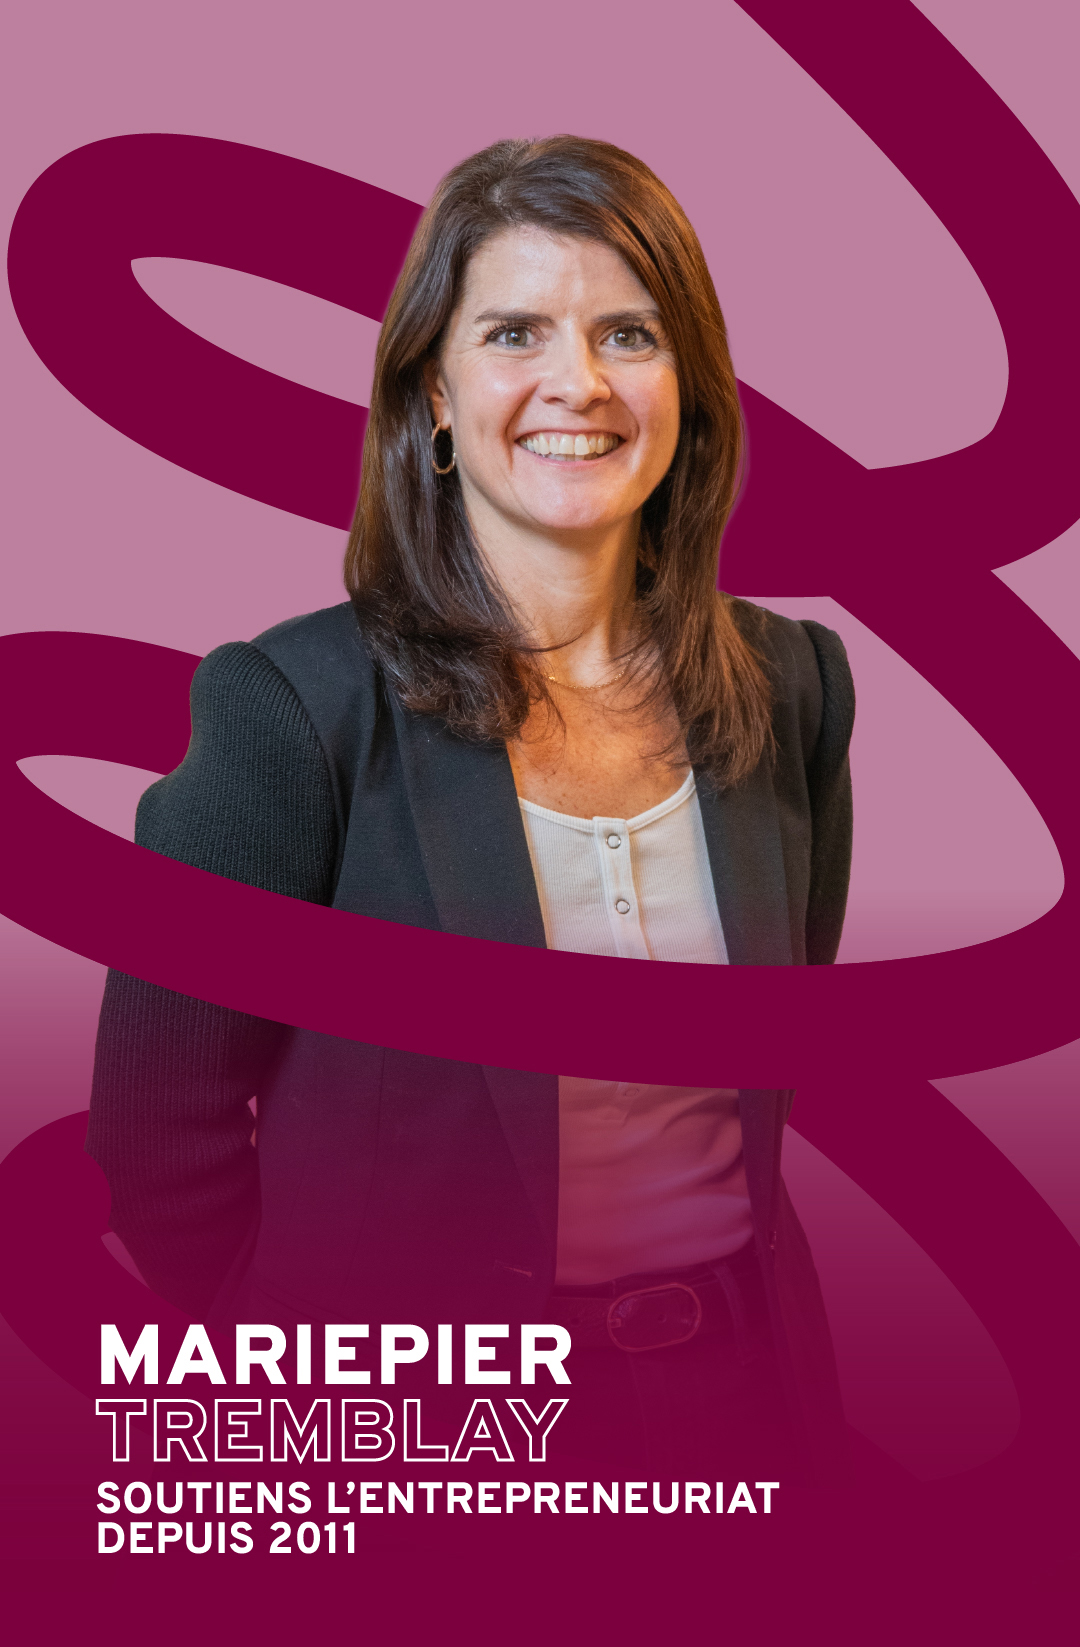 MARIEPIER
TREMBLAY
SOUTIENS L’ENTREPRENEURIAT
DEPUIS 2011